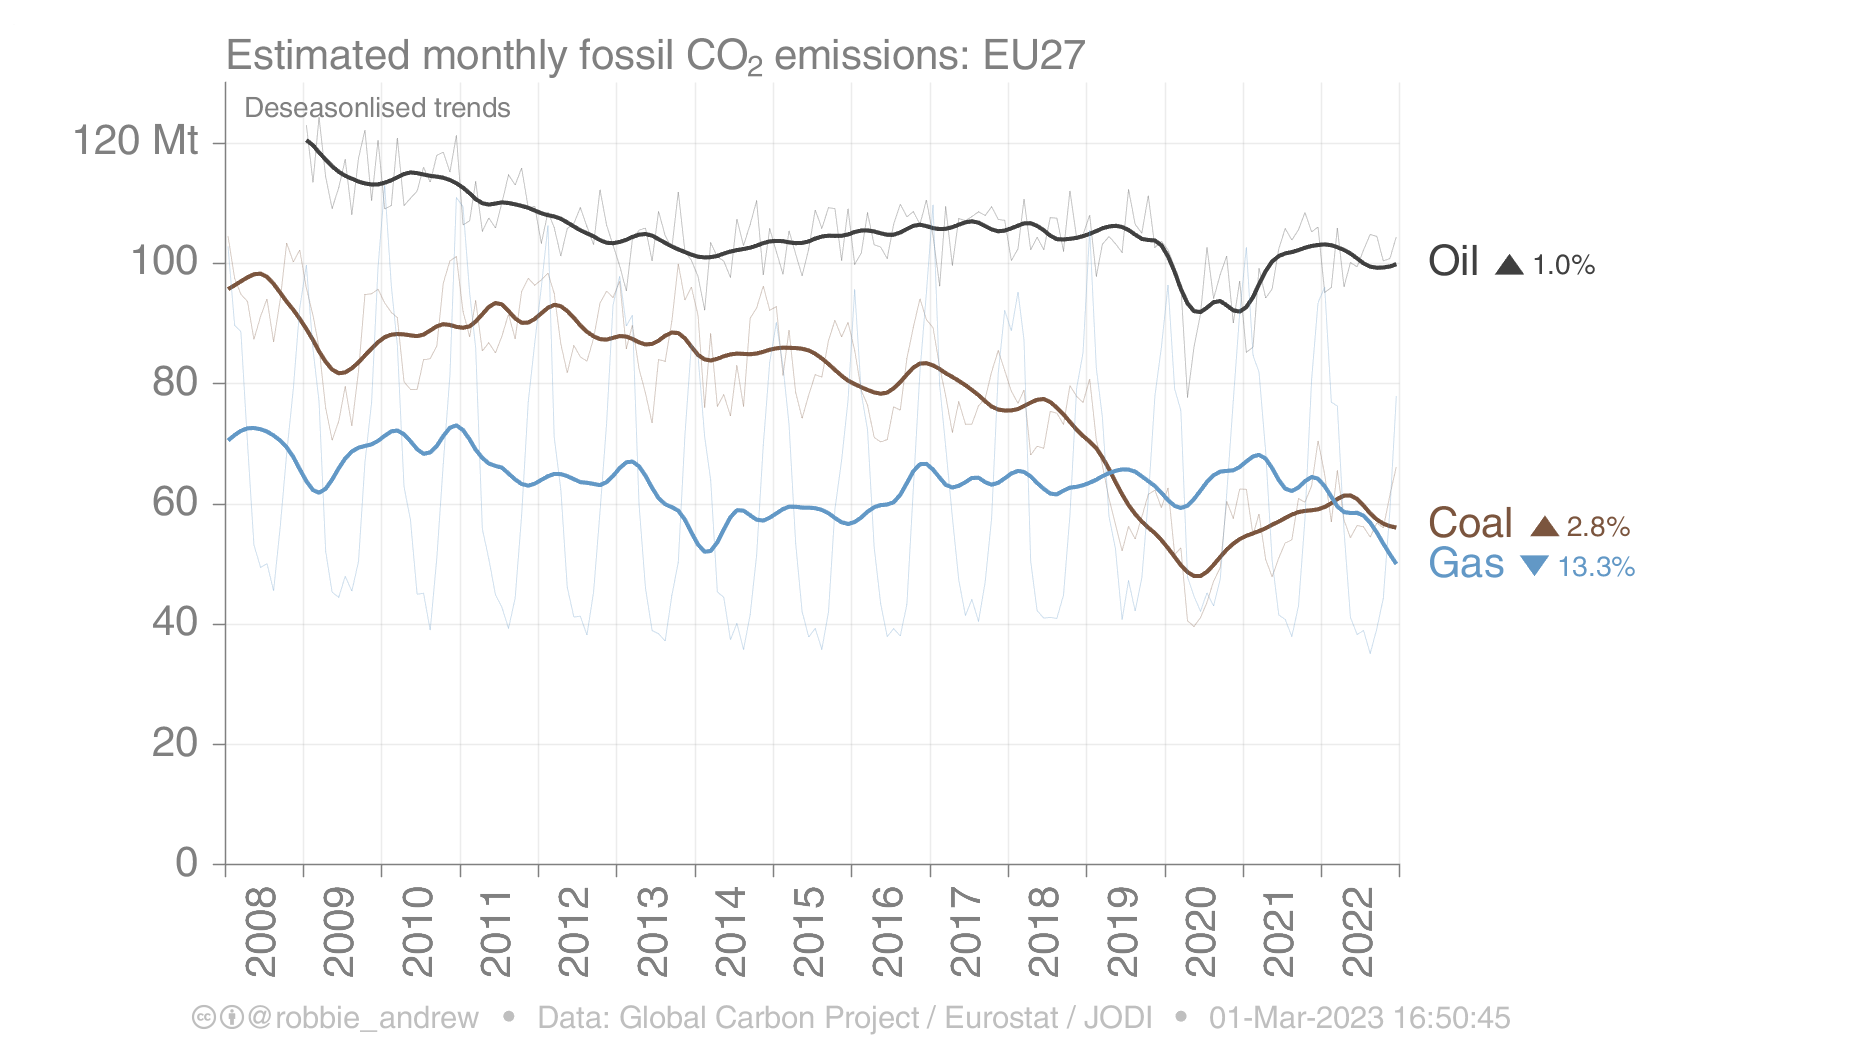 Estimated monthly fossil CO₂ emissions: EU27
Deseasonlised trends
120 Mt
100
80
60
40
20
0
Oil ▲ 1.0%
Coal ▲ 2.8%
Gas ▼ 13.3%
2008 2009 2010 2011 2012 2013 2014 2015 2016 2017 2018 2019 2020 2021 2022
@robbie_andrew • Data: Global Carbon Project / Eurostat / JODI • 01-Mar-2023 16:50:45